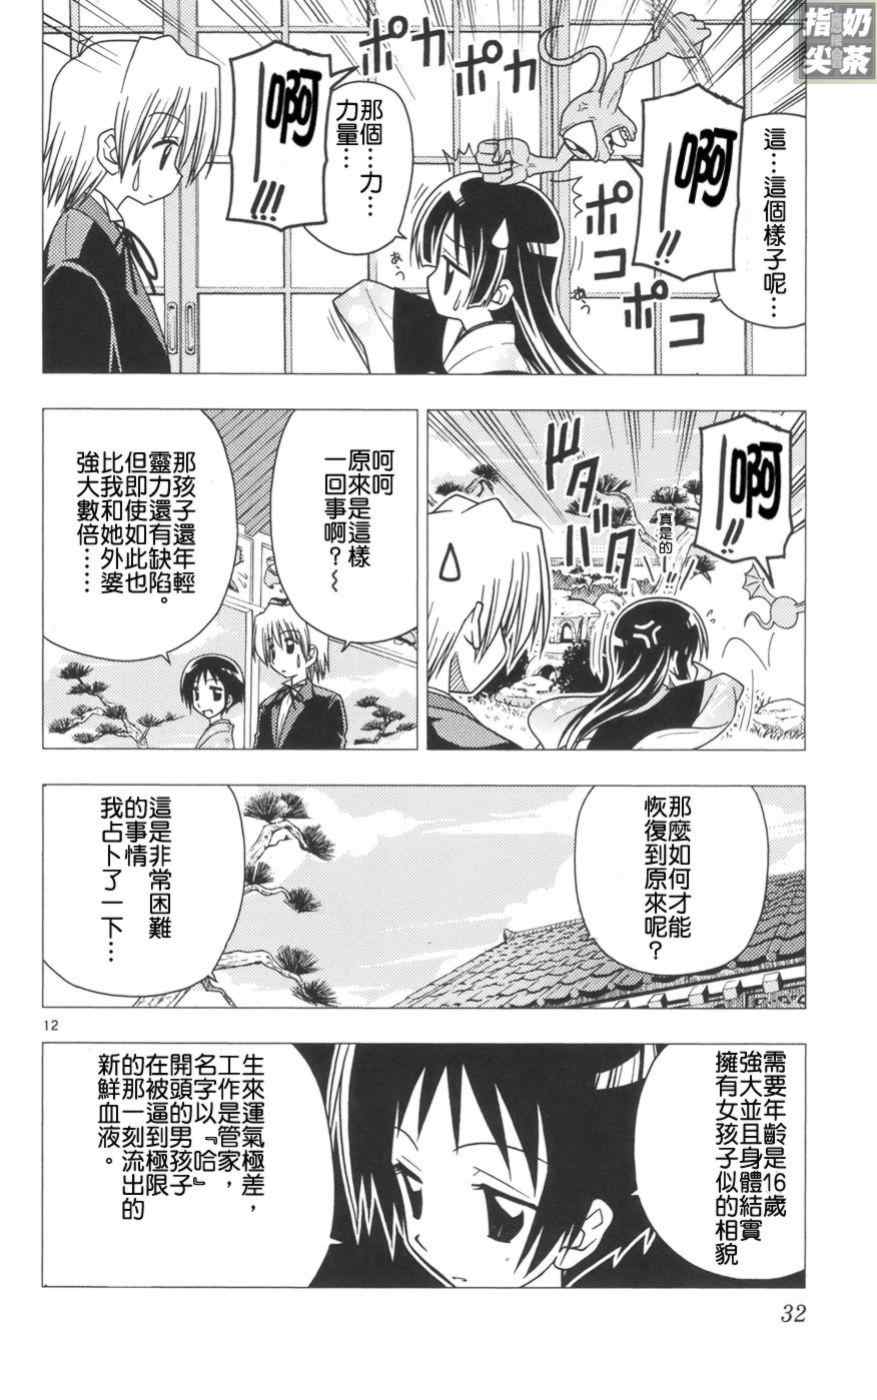 指奶
尖茶
這…這個樣子呢…
啊ー!!
ポコポコ
ポカポカ
那個…力…
力量…
啊ー!!!
あぅ
あぅ
啊ー!!
真是的ー
バタバタ
呵呵
原來是這樣
一回事啊？~
那孩子還年輕
靈力還有缺陷。
但即使如此也
比我和她外婆
強大數倍……
那麼如何才能
恢復到原來呢？
這是非常困難
的事情
我占卜了一下…
12
需要年齡是16歲
強大並且身體結實
擁有女孩子似的相貌
生來運氣極差，
工作是管家，
名字以『哈』
開頭的男孩子
在被逼到極限
的那一刻流出的
新鮮血液。
32